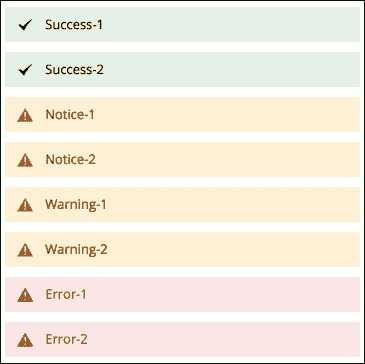 Success-1
Success-2
Notice-1
Notice-2
Warning-1
Warning-2
Error-1
Error-2